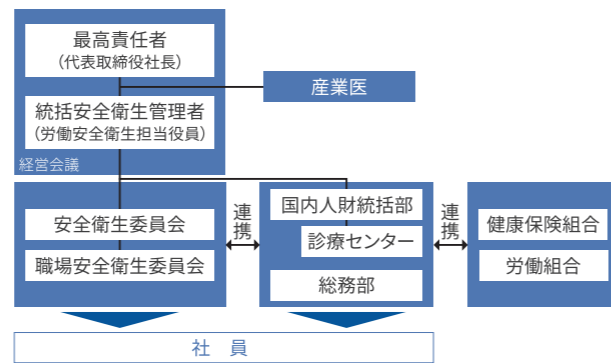 最高責任者
（代表取締役社長）
産業医
統括安全衛生管理者
（労働安全衛生担当役員）
経営会議
安全衛生委員会
職場安全衛生委員会
連携
国内人財統括部
診療センター
総務部
連携
健康保険組合
労働組合
社　員